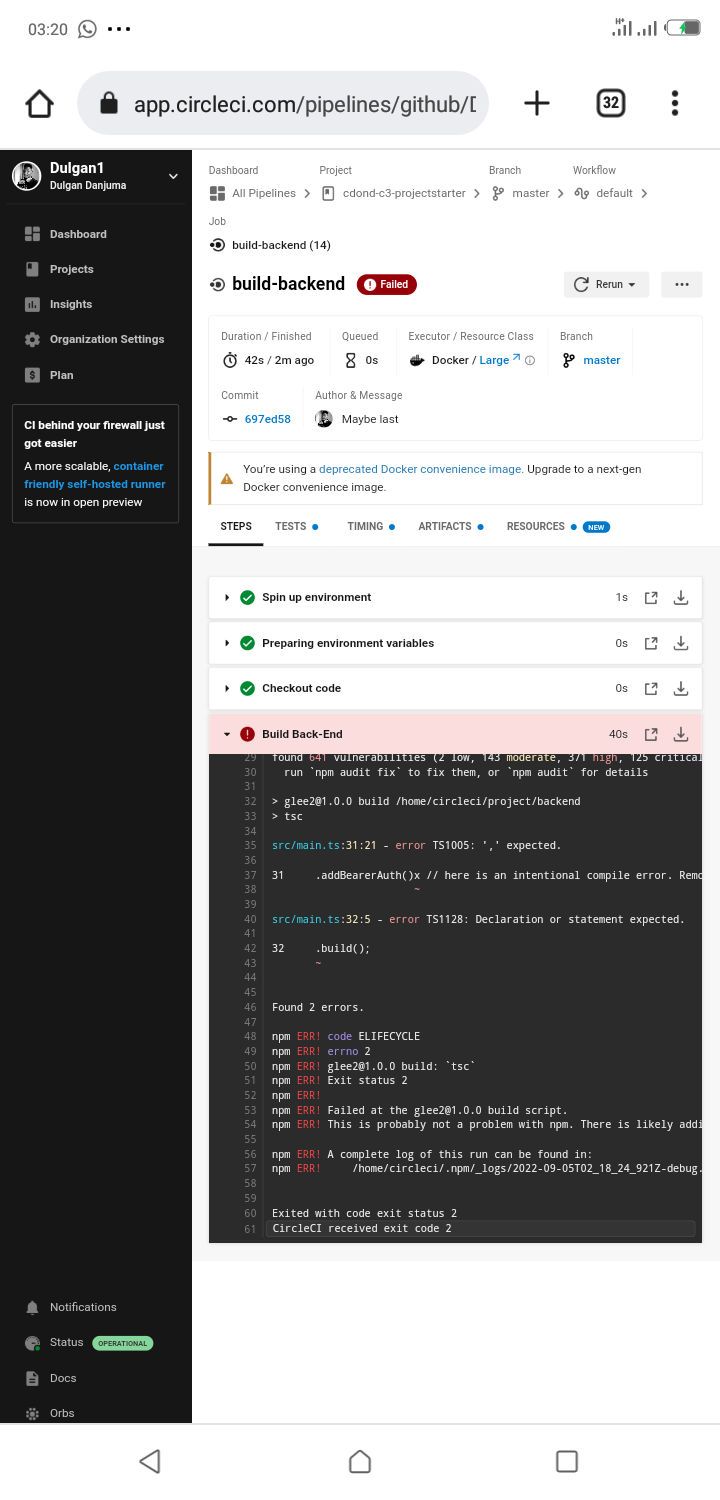 03:20
H+
app.circleci.com/pipelines/github/D
32
Dulgan1
Dulgan Danjuma
Dashboard
Projects
Insights
Organization Settings
Plan
CI behind your firewall just
got easier
A more scalable, container
friendly self-hosted runner
is now in open preview
Notifications
Status OPERATIONAL
Docs
Orbs
Dashboard Project Branch Workflow
All Pipelines cdond-c3-projectstarter master default
Job
build-backend (14)
build-backend Failed Rerun
Duration / Finished Queued Executor / Resource Class Branch
42s / 2m ago 0s Docker / Large master
Commit Author & Message
697ed58 Maybe last
You're using a deprecated Docker convenience image. Upgrade to a next-gen
Docker convenience image.
STEPS TESTS TIMING ARTIFACTS RESOURCES NEW
Spin up environment 1s
Preparing environment variables 0s
Checkout code 0s
Build Back-End 40s
29 found 641 vulnerabilities (2 low, 143 moderate, 371 high, 125 critical
30 run `npm audit fix` to fix them, or `npm audit` for details
31
32 > glee2@1.0.0 build /home/circleci/project/backend
33 > tsc
34
35 src/main.ts:31:21 - error TS1005: ',' expected.
36
37 31 .addBearerAuth()x // here is an intentional compile error. Remo
38 ~
39
40 src/main.ts:32:5 - error TS1128: Declaration or statement expected.
41
42 32 .build();
43 ~
44
45
46 Found 2 errors.
47
48 npm ERR! code ELIFECYCLE
49 npm ERR! errno 2
50 npm ERR! glee2@1.0.0 build: `tsc`
51 npm ERR! Exit status 2
52 npm ERR!
53 npm ERR! Failed at the glee2@1.0.0 build script.
54 npm ERR! This is probably not a problem with npm. There is likely addi
55
56 npm ERR! A complete log of this run can be found in:
57 npm ERR! /home/circleci/.npm/_logs/2022-09-05T02_18_24_921Z-debug.
58
59
60 Exited with code exit status 2
61 CircleCI received exit code 2